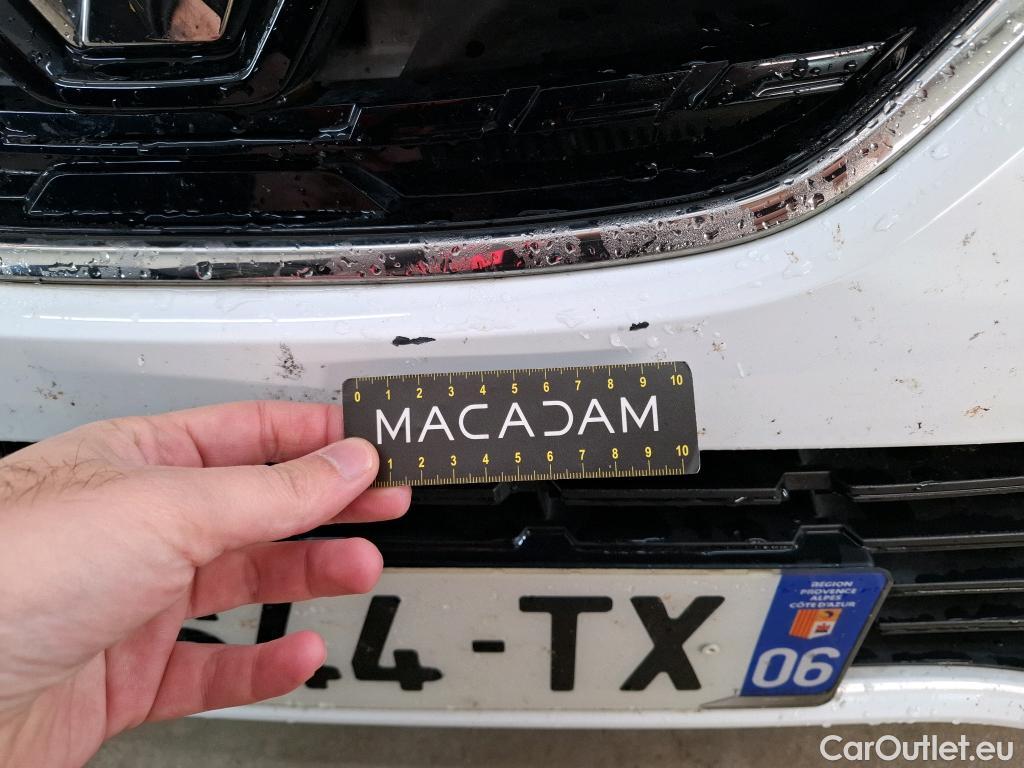 0 1 2 3 4 5 6 7 8 9 10
MACADAM
1 2 3 4 5 6 7 8 9 10
44-TX
REGION
PROVENCE
ALPES
CÔTE D'AZUR
06
CarOutlet.eu